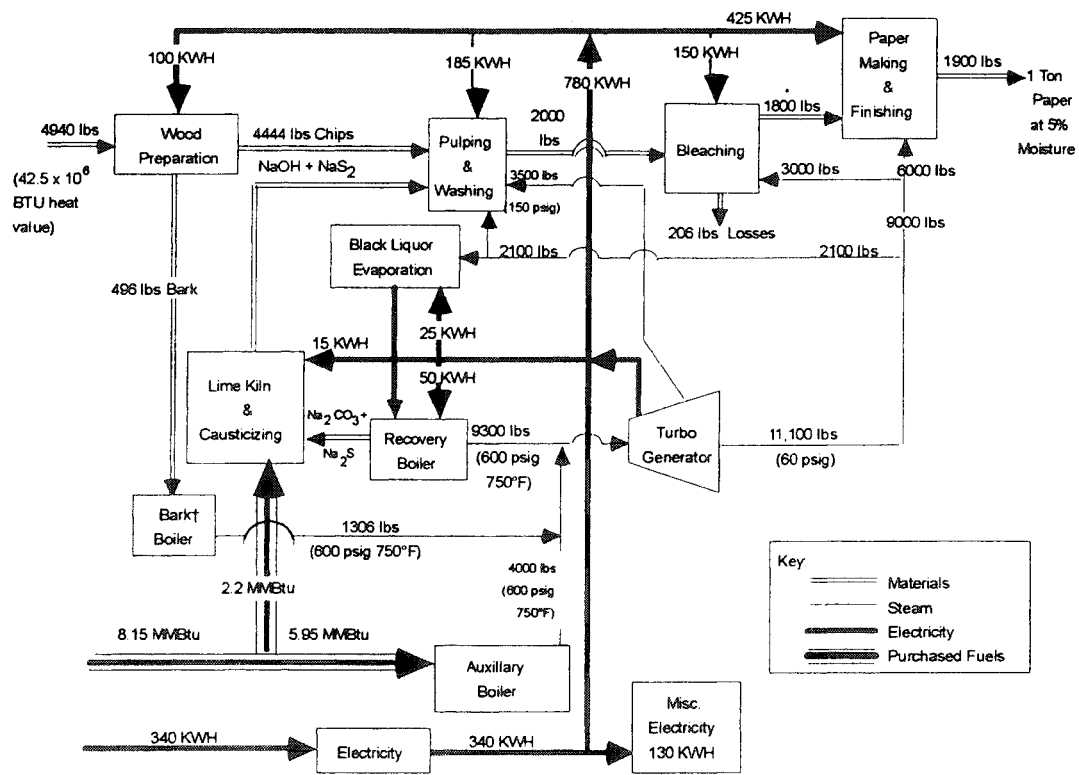 425 KWH
100 KWH
185 KWH
780 KWH
150 KWH
Paper
Making
&
Finishing
1900 lbs
1 Ton
Paper
at 5%
Moisture
4940 lbs
(42.5 x 10⁶
BTU heat
value)
Wood
Preparation
4444 lbs Chips
NaOH + NaS₂
Pulping
&
Washing
2000
lbs
3500 lbs
(150 psig)
Bleaching
1800 lbs
3000 lbs
6000 lbs
9000 lbs
206 lbs Losses
Black Liquor
Evaporation
2100 lbs
2100 lbs
496 lbs Bark
15 KWH
25 KWH
50 KWH
Lime Kiln
&
Causticizing
Na₂CO₃+
Na₂S
Recovery
Boiler
9300 lbs
(600 psig
750°F)
Turbo
Generator
11,100 lbs
(60 psig)
Bark†
Boiler
1306 lbs
(600 psig 750°F)
4000 lbs
(600 psig
750°F)
2.2 MMBtu
8.15 MMBtu
5.95 MMBtu
Auxillary
Boiler
340 KWH
Electricity
340 KWH
Misc.
Electricity
130 KWH
Key:
Materials
Steam
Electricity
Purchased Fuels